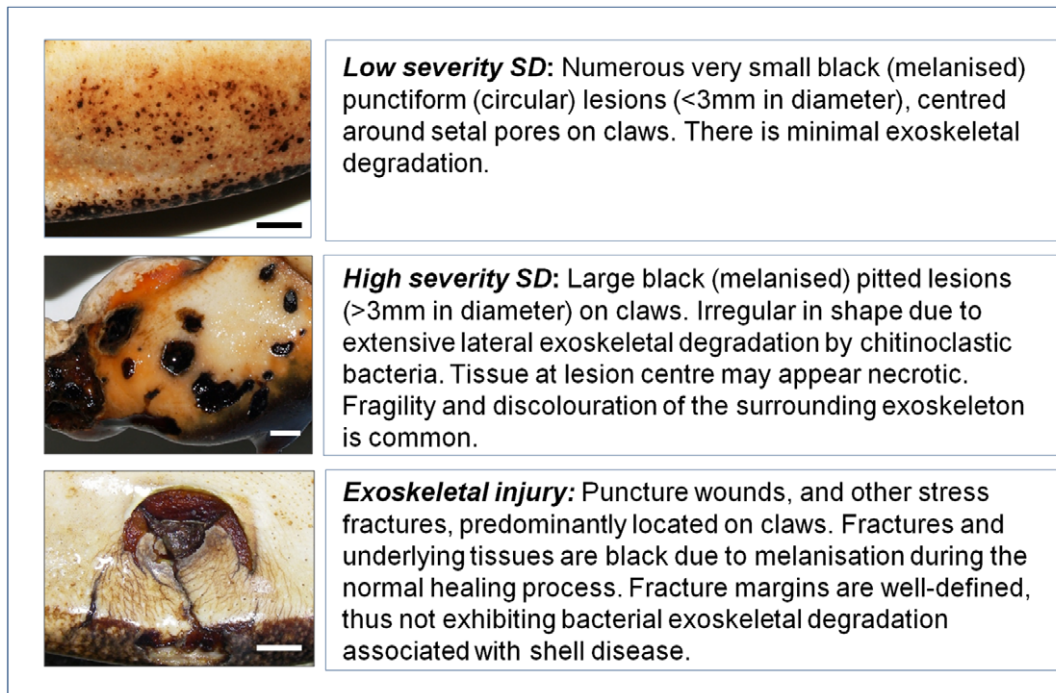 Low severity SD: Numerous very small black (melanised)
punctiform (circular) lesions (<3mm in diameter), centred
around setal pores on claws. There is minimal exoskeletal
degradation.
High severity SD: Large black (melanised) pitted lesions
(>3mm in diameter) on claws. Irregular in shape due to
extensive lateral exoskeletal degradation by chitinoclastic
bacteria. Tissue at lesion centre may appear necrotic.
Fragility and discolouration of the surrounding exoskeleton
is common.
Exoskeletal injury: Puncture wounds, and other stress
fractures, predominantly located on claws. Fractures and
underlying tissues are black due to melanisation during the
normal healing process. Fracture margins are well-defined,
thus not exhibiting bacterial exoskeletal degradation
associated with shell disease.